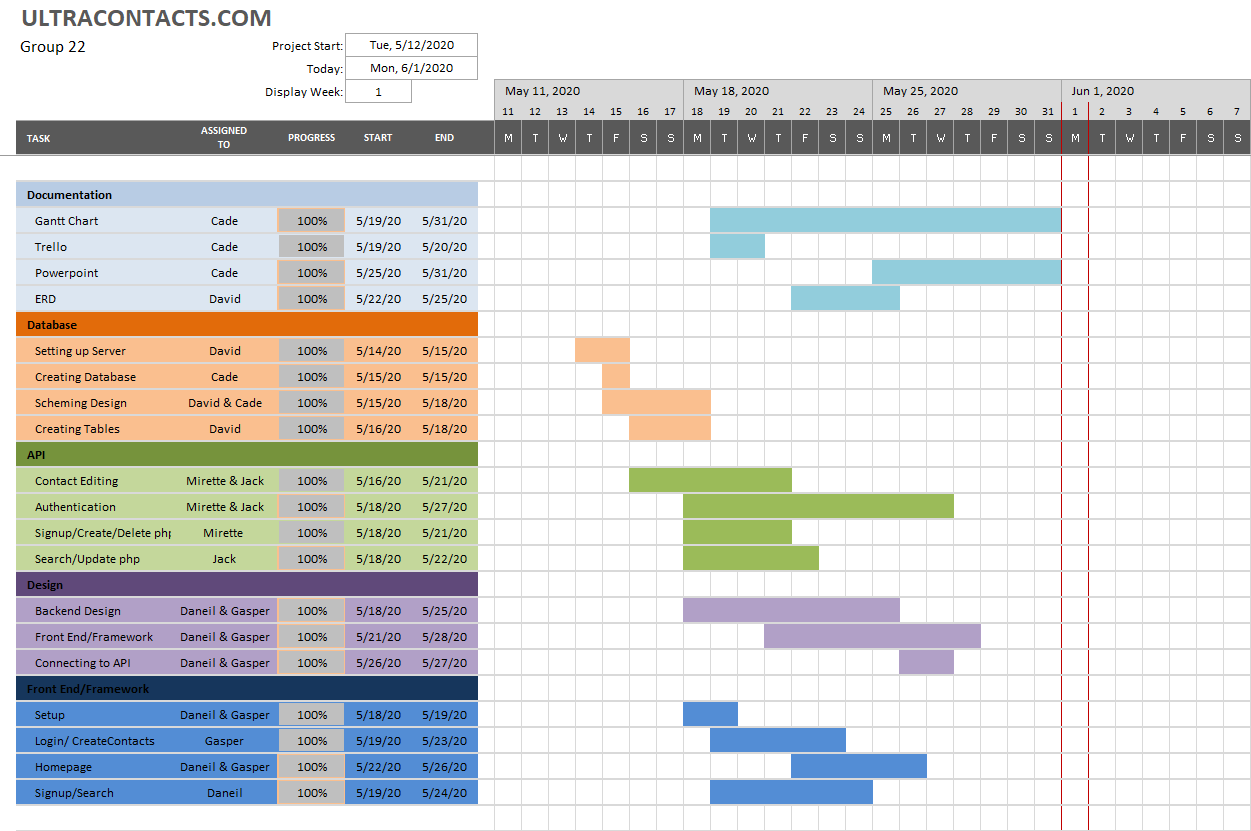 ULTRACONTACTS.COM
Group 22
Project Start: Tue, 5/12/2020
Today: Mon, 6/1/2020
Display Week: 1
May 11, 2020 May 18, 2020 May 25, 2020 Jun 1, 2020
11 12 13 14 15 16 17 18 19 20 21 22 23 24 25 26 27 28 29 30 31 1 2 3 4 5 6 7
TASK ASSIGNED TO PROGRESS START END M T W T F S S M T W T F S S M T W T F S S M T W T F S S
Documentation
Gantt Chart Cade 100% 5/19/20 5/31/20
Trello Cade 100% 5/19/20 5/20/20
Powerpoint Cade 100% 5/25/20 5/31/20
ERD David 100% 5/22/20 5/25/20
Database
Setting up Server David 100% 5/14/20 5/15/20
Creating Database Cade 100% 5/15/20 5/15/20
Scheming Design David & Cade 100% 5/15/20 5/18/20
Creating Tables David 100% 5/16/20 5/18/20
API
Contact Editing Mirette & Jack 100% 5/16/20 5/21/20
Authentication Mirette & Jack 100% 5/18/20 5/27/20
Signup/Create/Delete php Mirette 100% 5/18/20 5/21/20
Search/Update php Jack 100% 5/18/20 5/22/20
Design
Backend Design Daneil & Gasper 100% 5/18/20 5/25/20
Front End/Framework Daneil & Gasper 100% 5/21/20 5/28/20
Connecting to API Daneil & Gasper 100% 5/26/20 5/27/20
Front End/Framework
Setup Daneil & Gasper 100% 5/18/20 5/19/20
Login/ CreateContacts Gasper 100% 5/19/20 5/23/20
Homepage Daneil & Gasper 100% 5/22/20 5/26/20
Signup/Search Daneil 100% 5/19/20 5/24/20